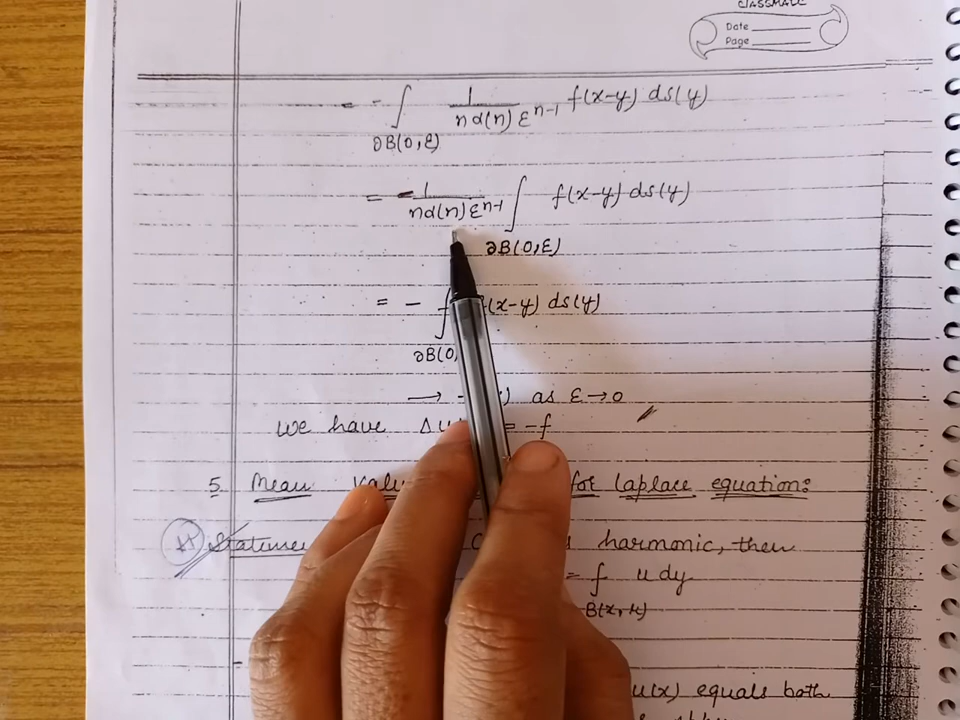 CLASSMATE
Date
Page
= - ∫ 1/(nα(n) ε^{n-1}) f(x-y) ds(y)
∂B(0,ε)
= -1/(nα(n) ε^{n-1}) ∫ f(x-y) ds(y)
∂B(0,ε)
= - ⨍ (x-y) ds(y)
∂B(0
→ - ) as ε→0
We have Δu = -f
5. Mean for laplace equation:
harmonic, then
= ⨍ u dy
B(x,r)
u(x) equals both